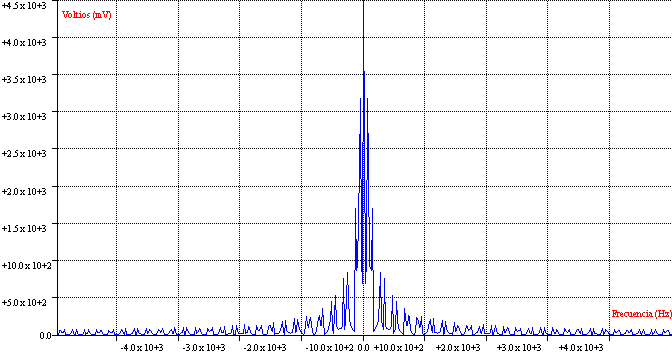 +4.5 x 10+3
Voltios (mV)
+4.0 x 10+3
+3.5 x 10+3
+3.0 x 10+3
+2.5 x 10+3
+2.0 x 10+3
+1.5 x 10+3
+10.0 x 10+2
+5.0 x 10+2
Frecuencia (Hz)
0.0
-4.0 x 10+3 -3.0 x 10+3 -2.0 x 10+3 -10.0 x 10+2 0.0 +10.0 x 10+2 +2.0 x 10+3 +3.0 x 10+3 +4.0 x 10+3